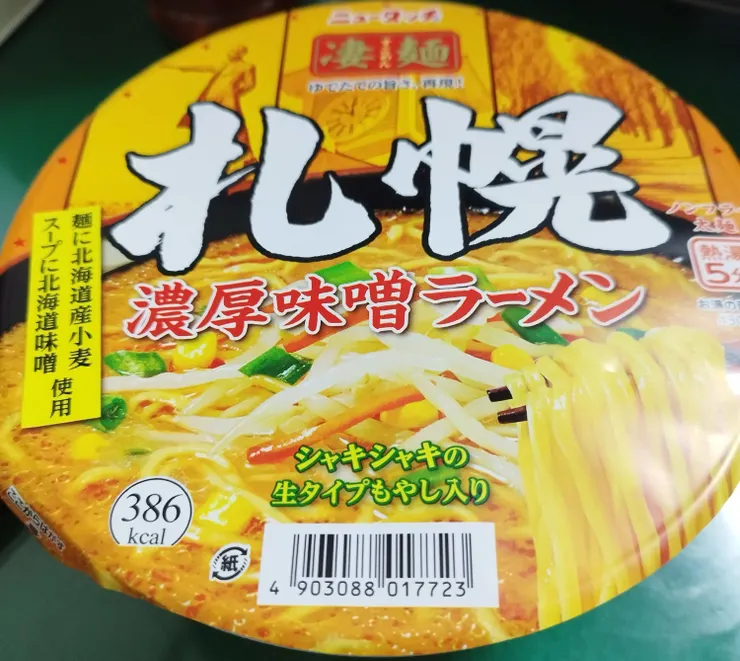 ニュータッチ
凄麺
ゆでたての旨さ、再現!
札幌
濃厚味噌ラーメン
麺に北海道産小麦
スープに北海道味噌 使用
熱湯
5分
シャキシャキの
生タイプもやし入り
386
kcal
紙
4 903088 017723